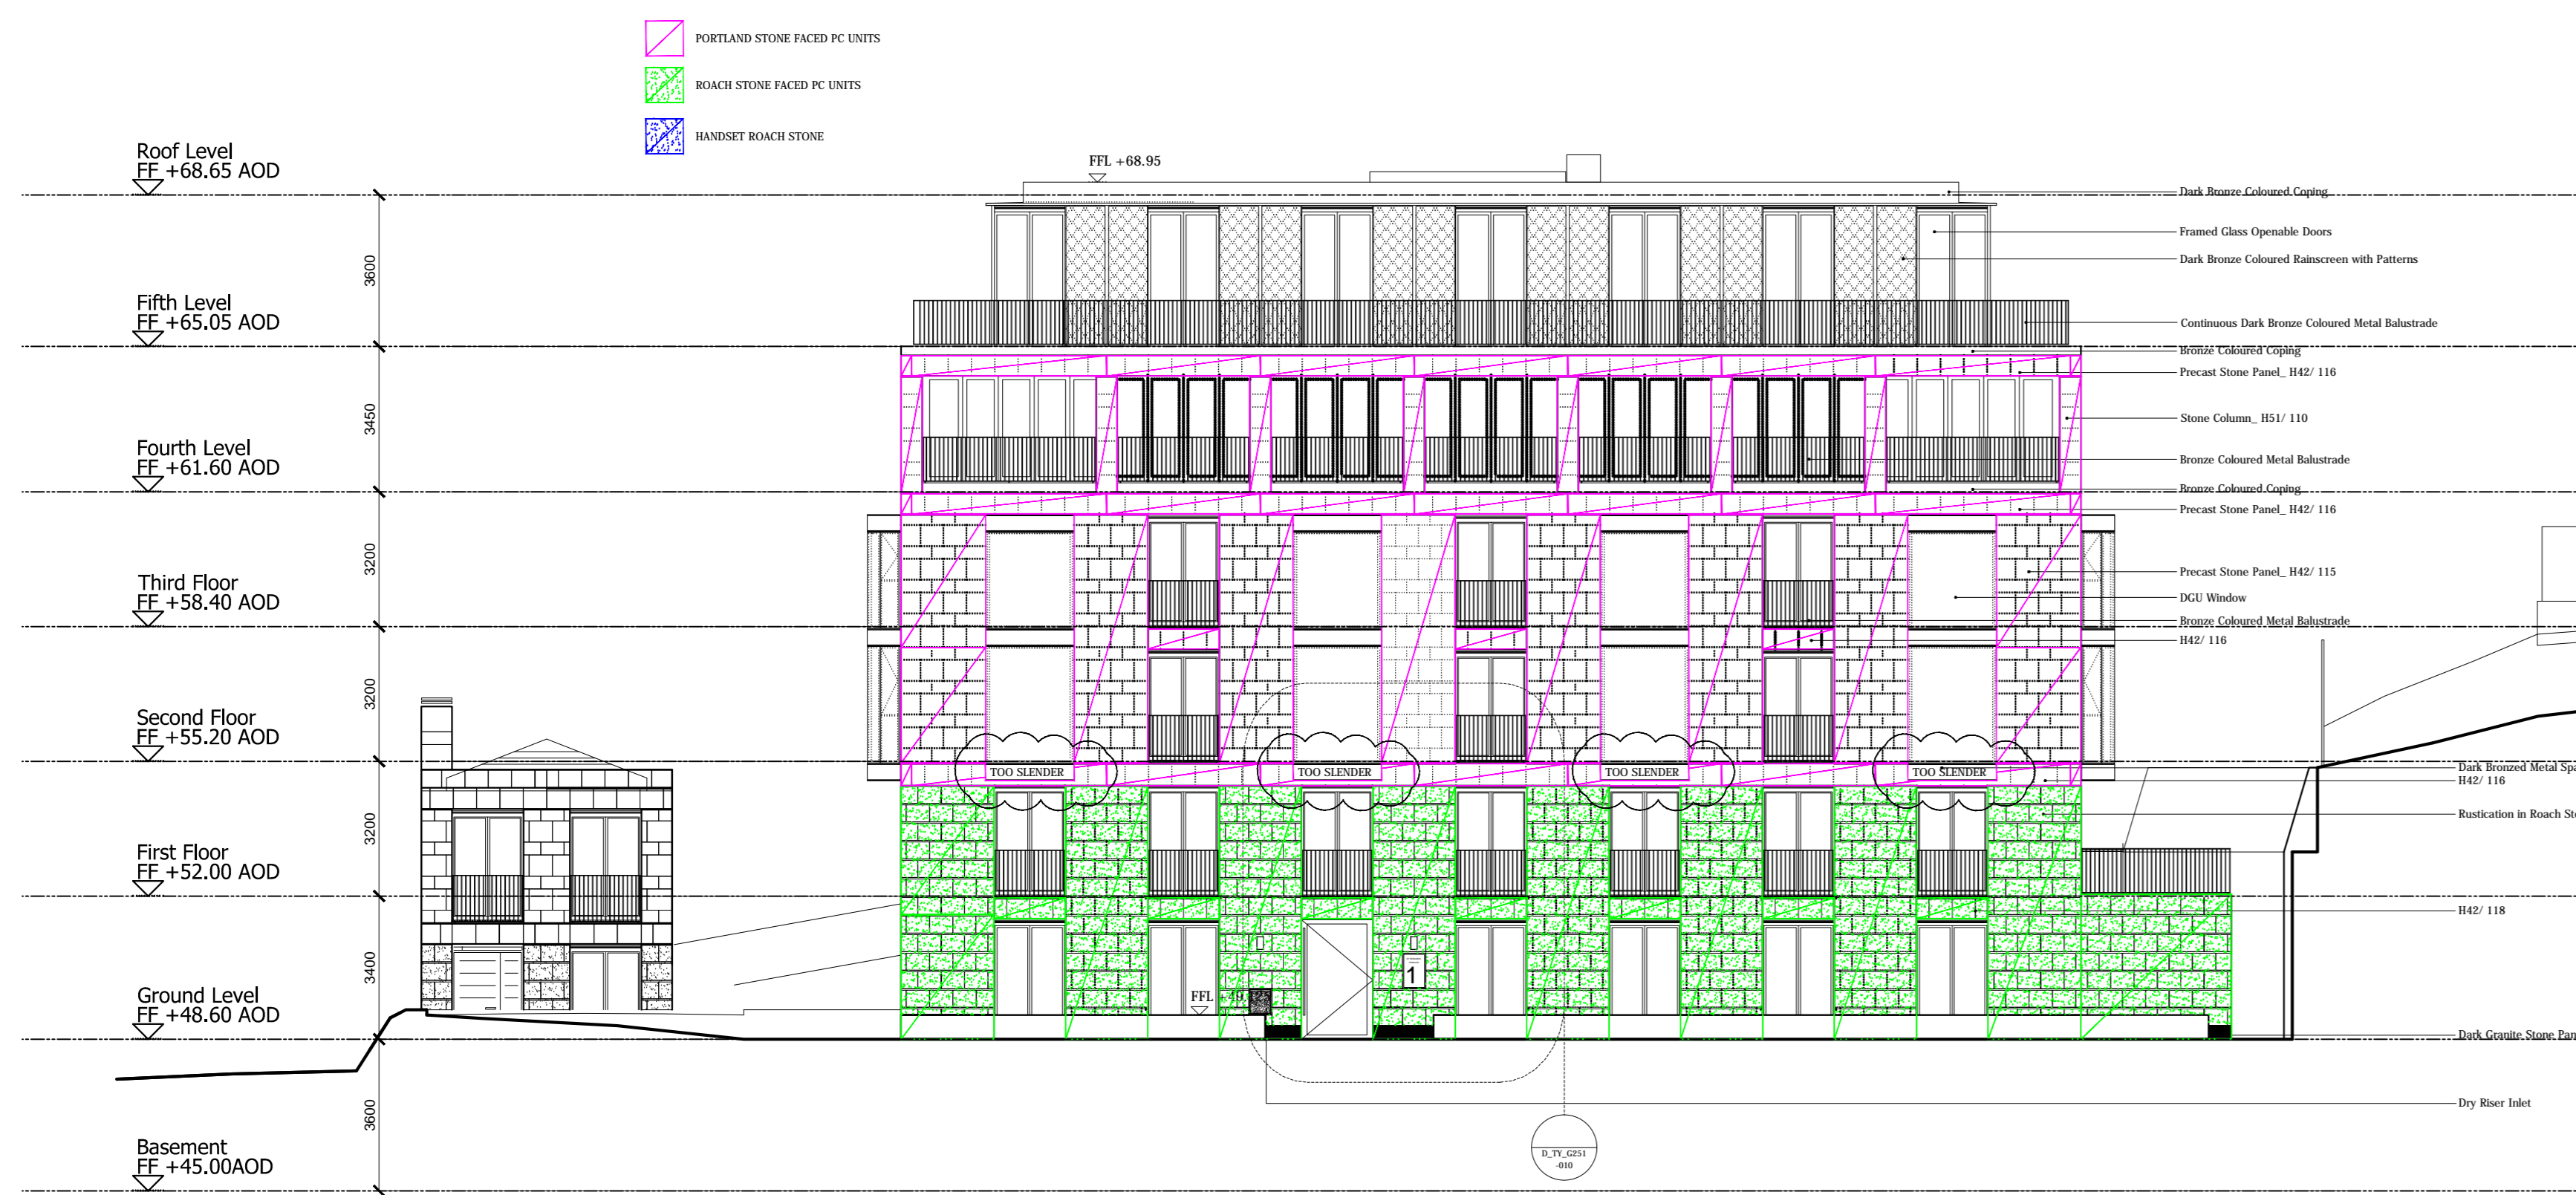 PORTLAND STONE FACED PC UNITS
ROACH STONE FACED PC UNITS
HANDSET ROACH STONE
Roof Level
FF +68.65 AOD
FFL +68.95
Dark Bronze Coloured Coping
Framed Glass Openable Doors
Dark Bronze Coloured Rainscreen with Patterns
3600
Fifth Level
FF +65.05 AOD
Continuous Dark Bronze Coloured Metal Balustrade
Bronze Coloured Coping
Precast Stone Panel_ H42/ 116
3450
Stone Column_ H51/ 110
Fourth Level
FF +61.60 AOD
Bronze Coloured Metal Balustrade
Bronze Coloured Coping
Precast Stone Panel_ H42/ 116
3200
Third Floor
FF +58.40 AOD
Precast Stone Panel_ H42/ 115
DGU Window
Bronze Coloured Metal Balustrade
H42/ 116
3200
Second Floor
FF +55.20 AOD
TOO SLENDER
TOO SLENDER
TOO SLENDER
TOO SLENDER
Dark Bronzed Metal Spa
H42/ 116
Rustication in Roach Sto
3200
First Floor
FF +52.00 AOD
H42/ 118
3400
1
Ground Level
FF +48.60 AOD
FFL +49.
Dark Granite Stone Pan
Dry Riser Inlet
3600
Basement
FF +45.00AOD
D_TY_G251
-010